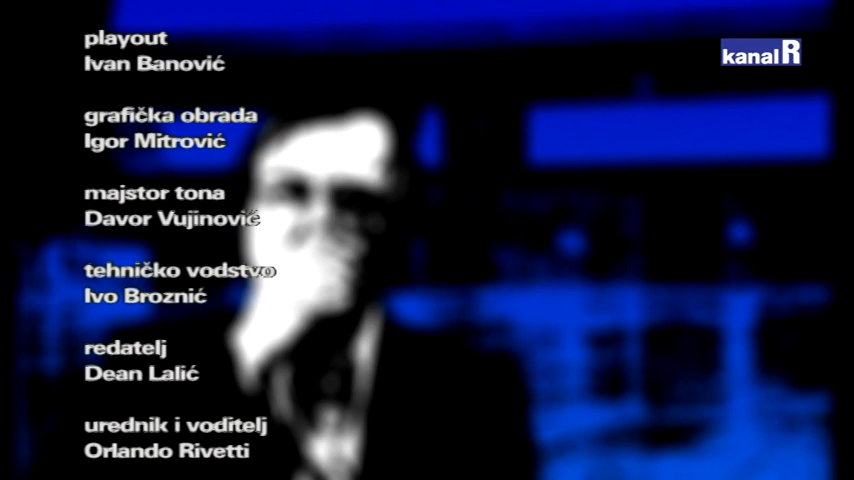 playout
Ivan Banović
kanal R
grafička obrada
Igor Mitrović
majstor tona
Davor Vujinović
tehničko vodstvo
Ivo Broznić
redatelj
Dean Lalić
urednik i voditelj
Orlando Rivetti